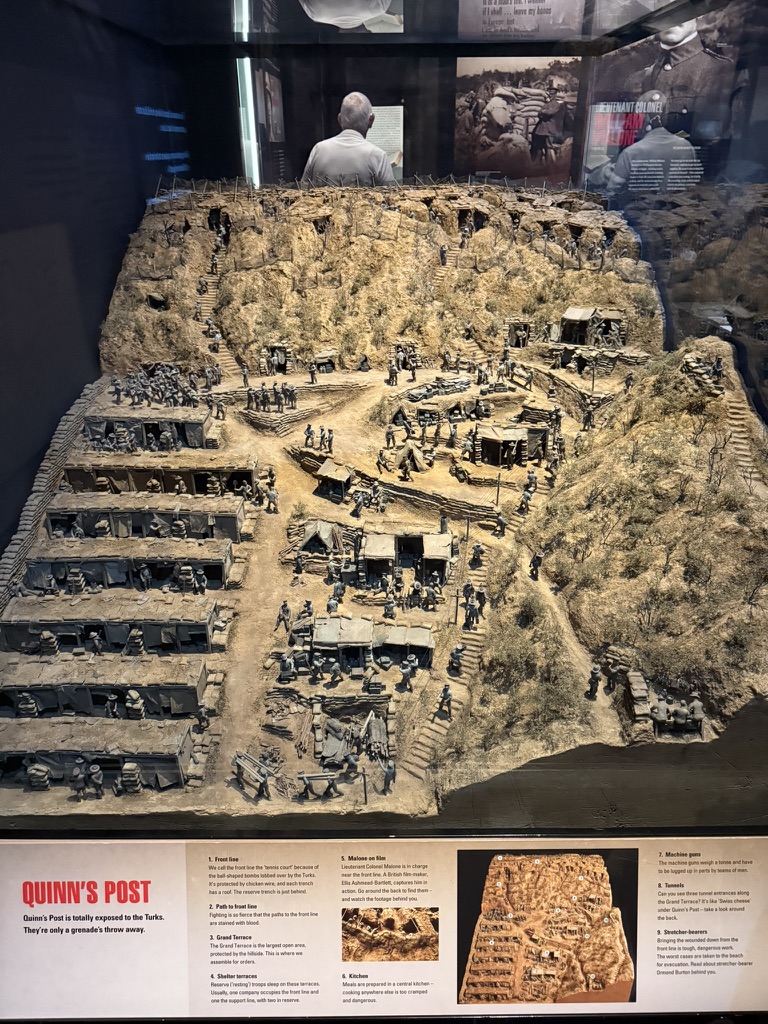 if I shell . . . leave my bones
LIEUTENANT COLONEL
QUINN'S POST
Quinn's Post is totally exposed to the Turks.
They're only a grenade's throw away.
1. Front line
We call the front line the 'tennis court' because
of the ball-shaped bombs lobbed over by the Turks.
It's protected by chicken wire, and each trench
has a roof. The reserve trench is just behind.
2. Path to front line
Fighting is so fierce that the paths to the front line
are stained with blood.
3. Grand Terrace
The Grand Terrace is the largest open area,
protected by the hillside. This is where we
assemble for orders.
4. Shelter terraces
Reserve ('resting') troops sleep on these terraces.
Usually, one company occupies the front line and
one the support line, with two in reserve.
5. Malone on film
Lieutenant Colonel Malone is in charge
near the front line. A British film-maker,
Ellis Ashmead-Bartlett, captures him in
action. Go around the back to find them –
and watch the footage behind you.
6. Kitchen
Meals are prepared in a central kitchen –
cooking anywhere else is too cramped
and dangerous.
7. Machine guns
The machine guns weigh a tonne and have
to be lugged up in parts by teams of men.
8. Tunnels
Can you see three tunnel entrances along
the Grand Terrace? It's like 'Swiss cheese'
under Quinn's Post – take a look around
the back.
9. Stretcher-bearers
Bringing the wounded down from the
front line is tough, dangerous work.
The worst cases are taken to the beach
for evacuation. Read about stretcher-bearer
Ormond Burton behind you.